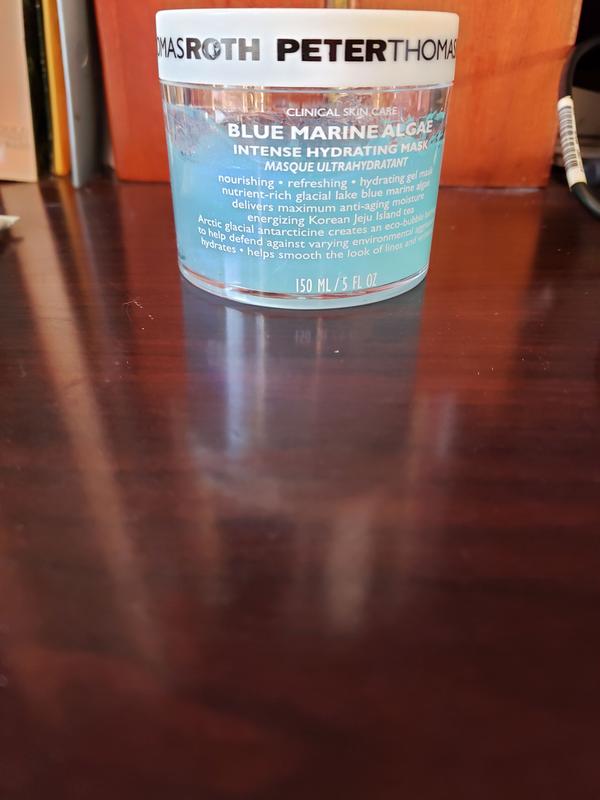 OMASROTH PETERTHOMAS
CLINICAL SKIN CARE
BLUE MARINE ALGAE
INTENSE HYDRATING MASK
MASQUE ULTRAHYDRATANT
nourishing • refreshing • hydrating gel mask
nutrient-rich glacial lake blue marine algae
delivers maximum anti-aging moisture
energizing Korean Jeju Island tea
Arctic glacial antarcticine creates an eco-bubble
to help defend against varying environmental
hydrates • helps smooth the look of lines and
150 ML / 5 FL OZ